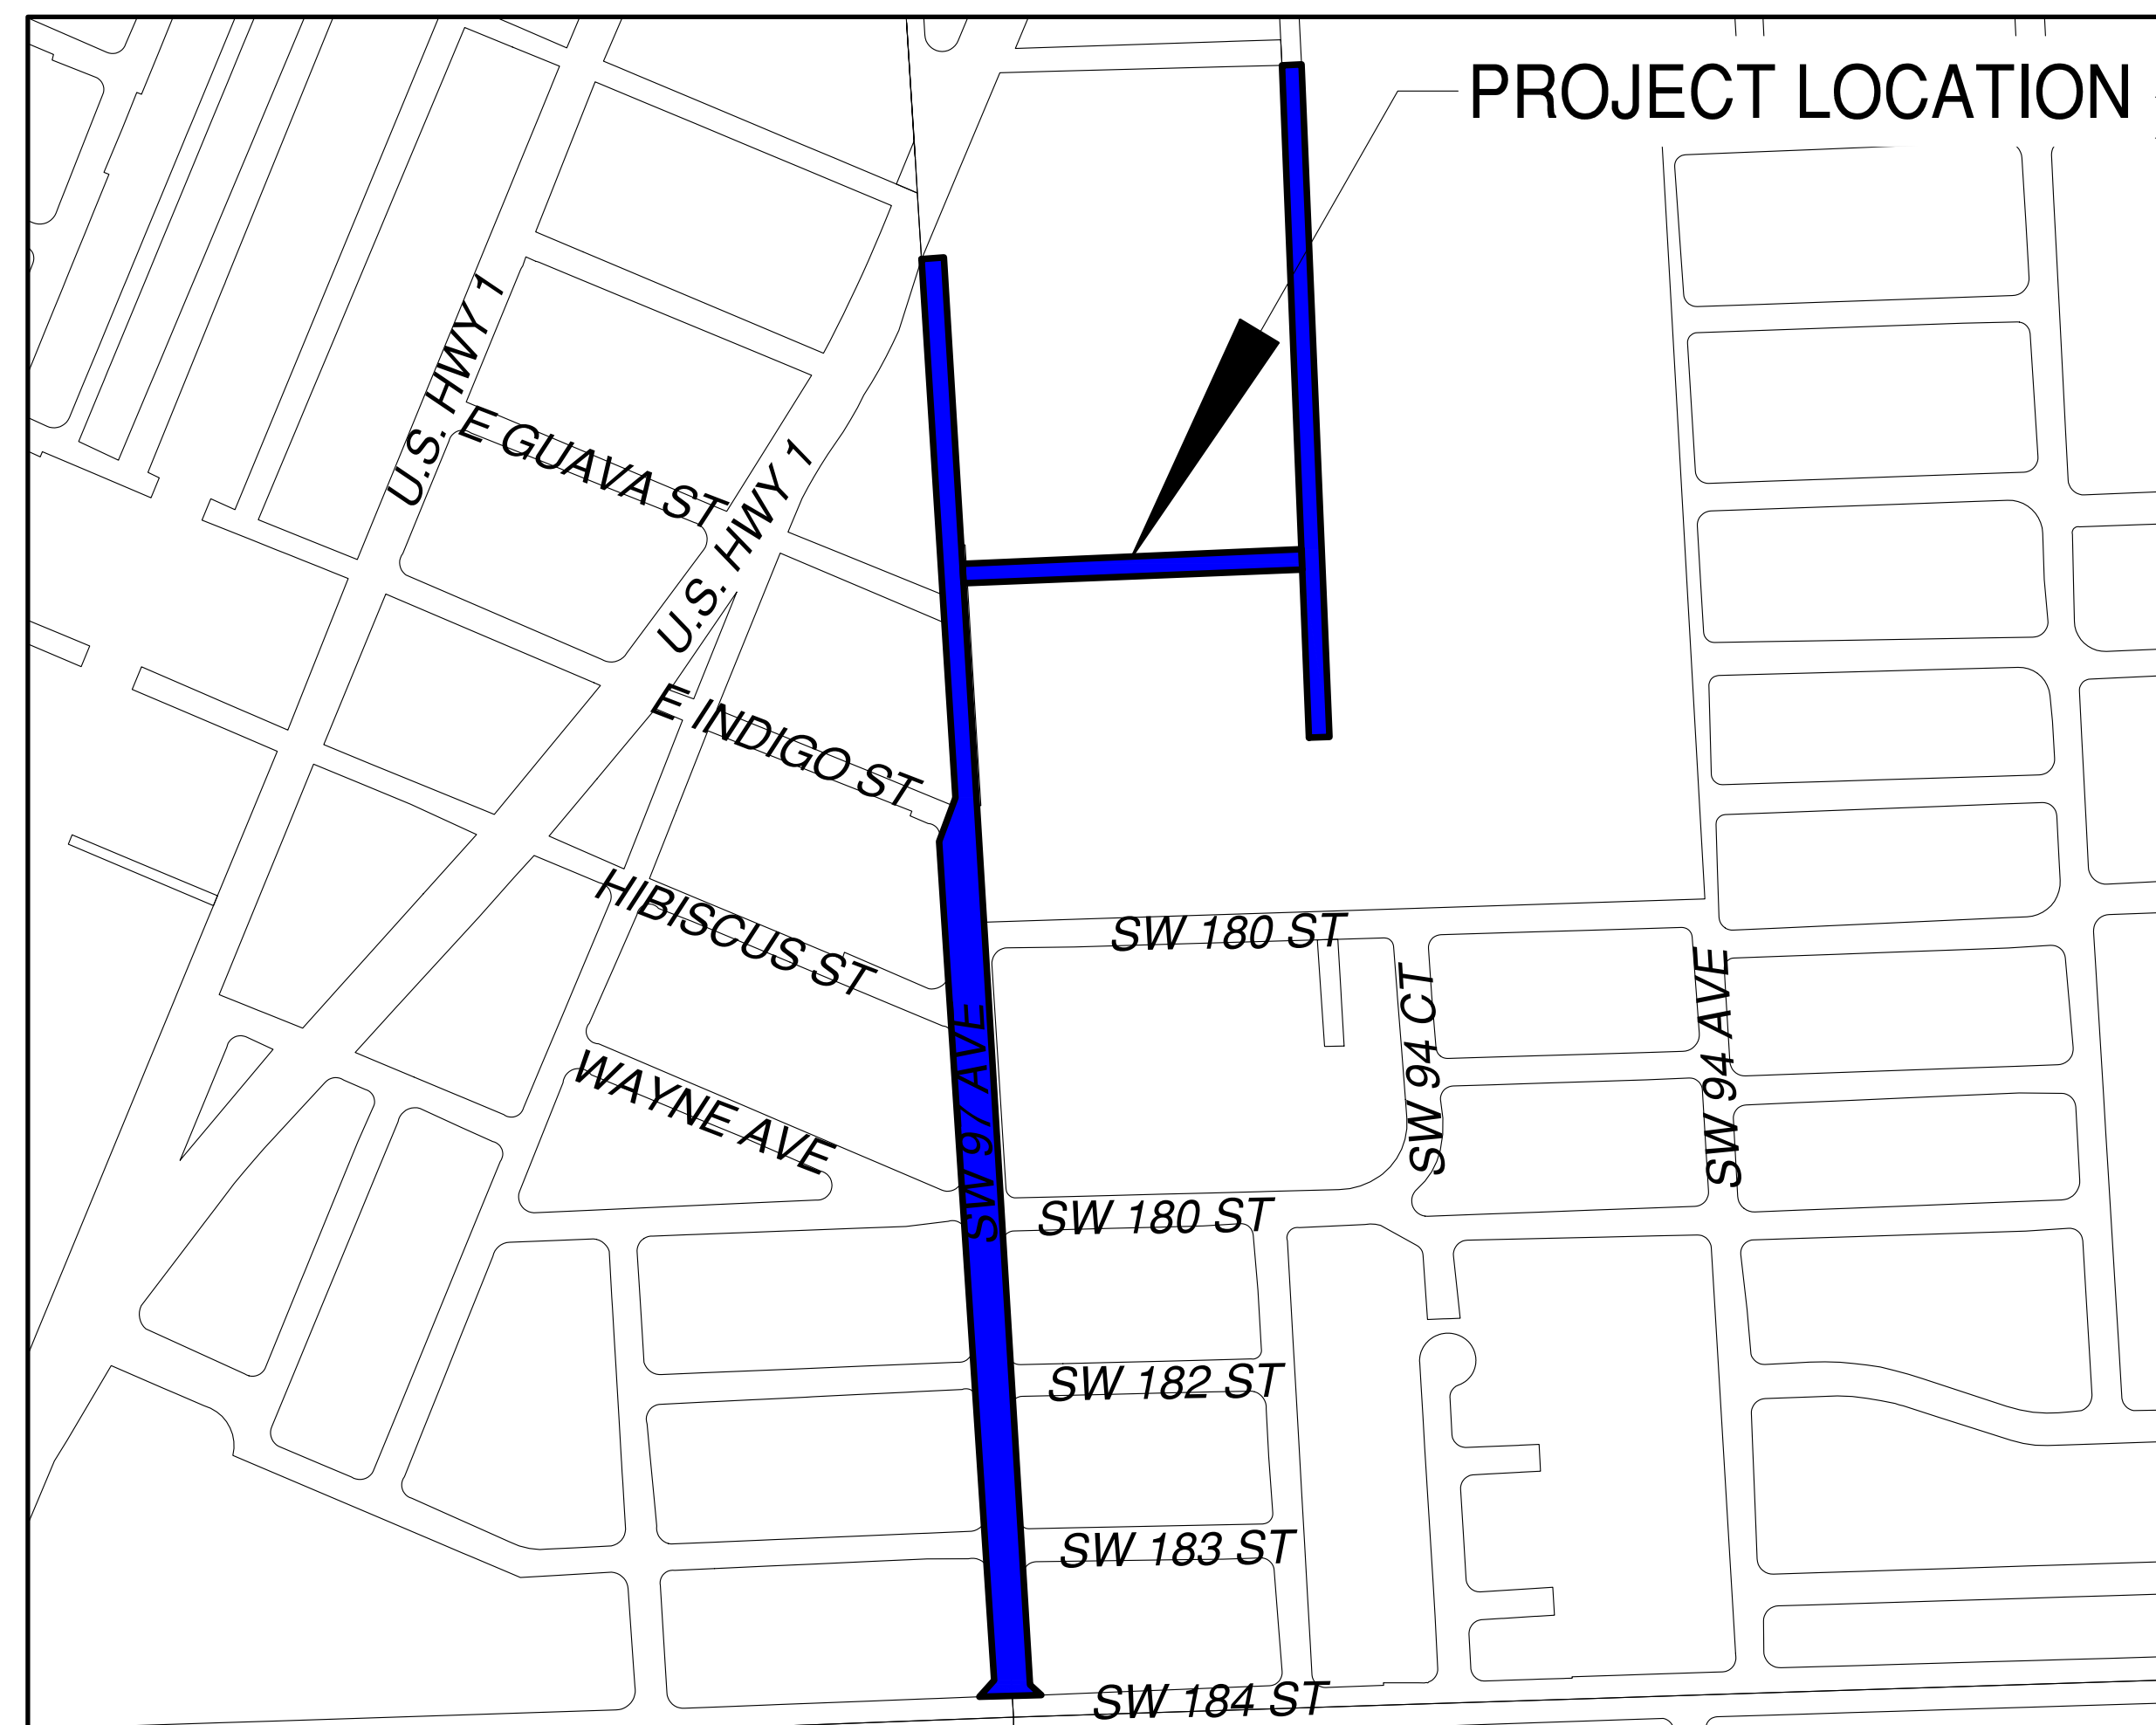 PROJECT LOCATION
U.S. HWY 1
E GUAVA ST
U.S. HWY 1
E INDIGO ST
HIBISCUS ST
SW 180 ST
SW 94 CT
SW 94 AVE
SW 97 AVE
WAYNE AVE
SW 180 ST
SW 182 ST
SW 183 ST
SW 184 ST